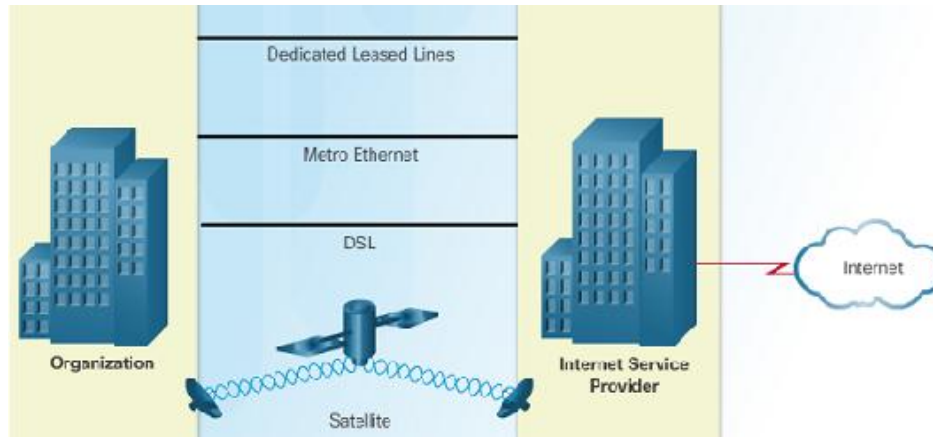 Dedicated Leased Lines
Metro Ethernet
DSL
Internet
Organization
Internet Service
Provider
Satellite